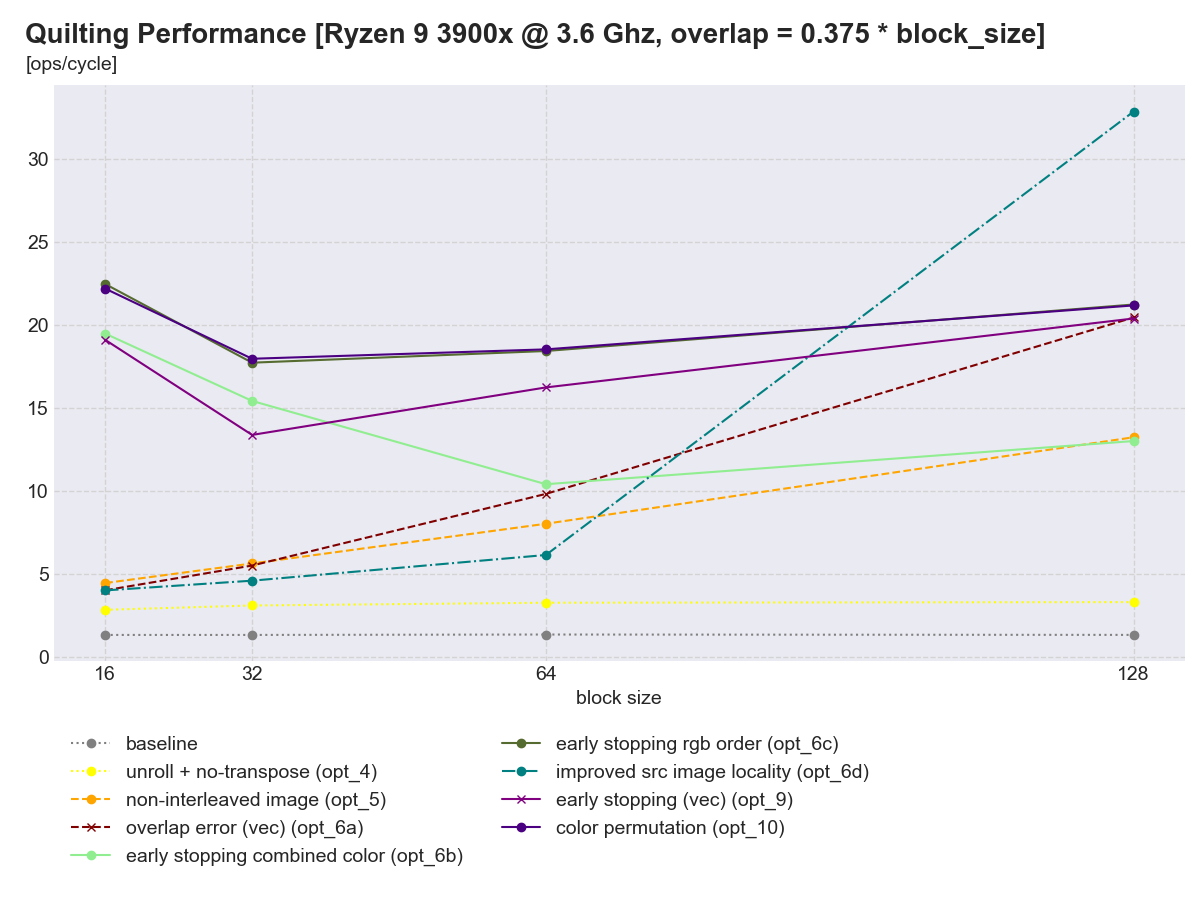 Quilting Performance [Ryzen 9 3900x @ 3.6 Ghz, overlap = 0.375 * block_size]
[ops/cycle]
30
25
20
15
10
5
0
16 32 64 128
block size
baseline
unroll + no-transpose (opt_4)
non-interleaved image (opt_5)
overlap error (vec) (opt_6a)
early stopping combined color (opt_6b)
early stopping rgb order (opt_6c)
improved src image locality (opt_6d)
early stopping (vec) (opt_9)
color permutation (opt_10)